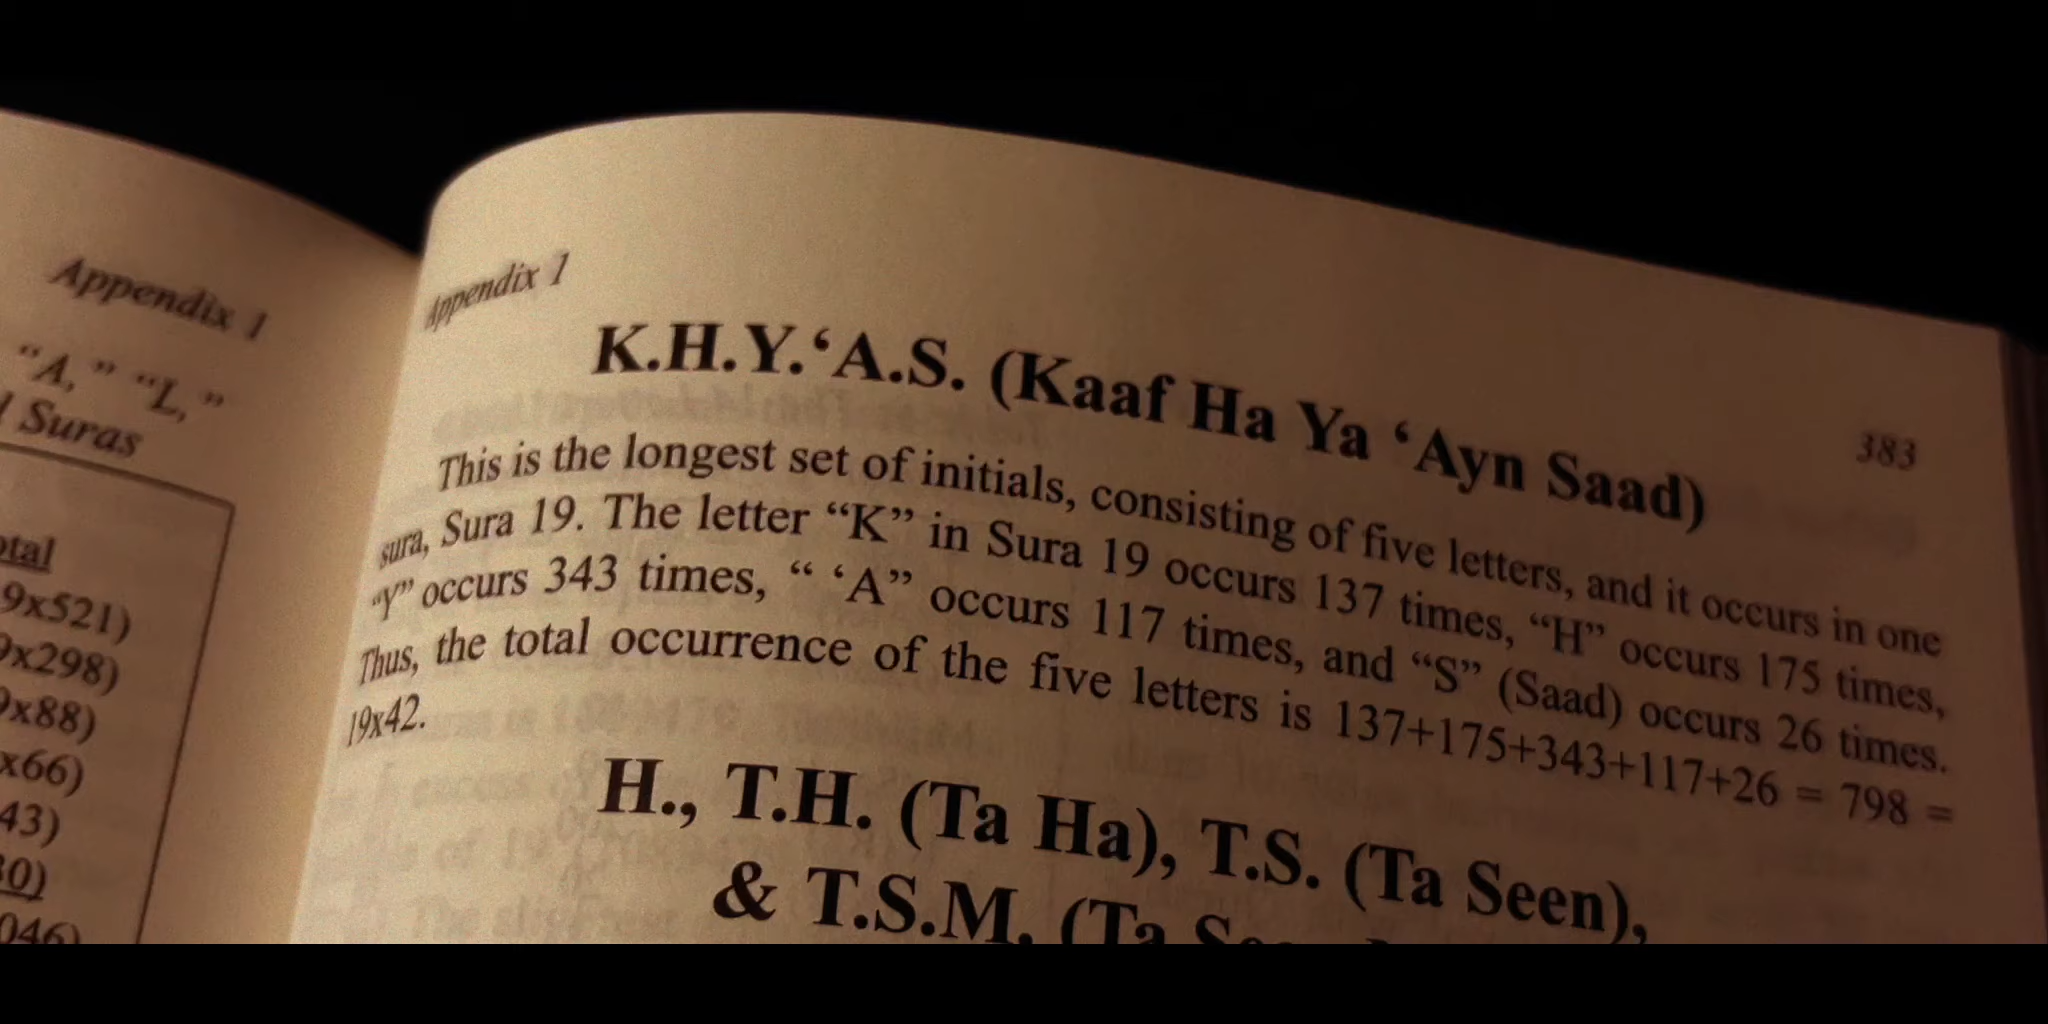 Appendix 1
"A," "L,"
Suras
9x521)
9x298)
x88)
x66)
43)
046)
Appendix 1
383
K.H.Y.‘A.S. (Kaaf Ha Ya ‘Ayn Saad)
This is the longest set of initials, consisting of five letters, and it occurs in one
sura, Sura 19. The letter “K” in Sura 19 occurs 137 times, “H” occurs 175 times,
“Y” occurs 343 times, “ ‘A” occurs 117 times, and “S” (Saad) occurs 26 times.
Thus, the total occurrence of the five letters is 137+175+343+117+26 = 798 =
19x42.
H., T.H. (Ta Ha), T.S. (Ta Seen),
& T.S.M. (Ta